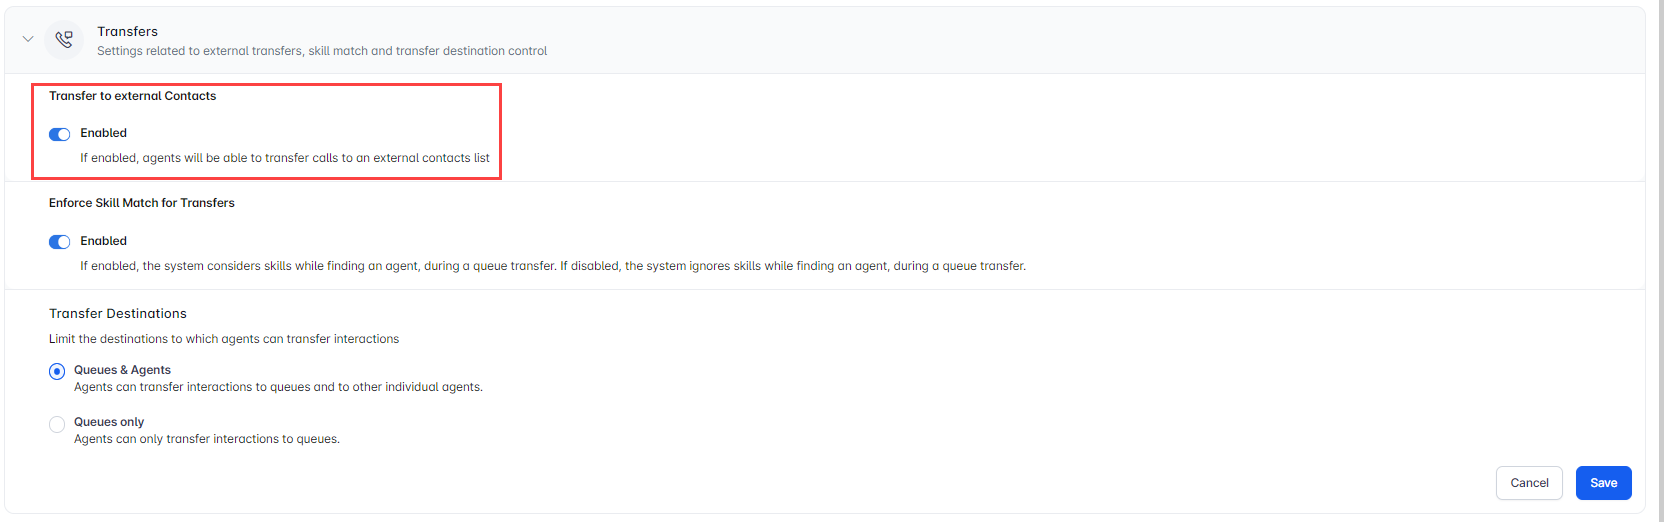 Transfers
Settings related to external transfers, skill match and transfer destination control
Transfer to external Contacts
Enabled
If enabled, agents will be able to transfer calls to an external contacts list
Enforce Skill Match for Transfers
Enabled
If enabled, the system considers skills while finding an agent, during a queue transfer. If disabled, the system ignores skills while finding an agent, during a queue transfer.
Transfer Destinations
Limit the destinations to which agents can transfer interactions
Queues & Agents
Agents can transfer interactions to queues and to other individual agents.
Queues only
Agents can only transfer interactions to queues.
Cancel Save